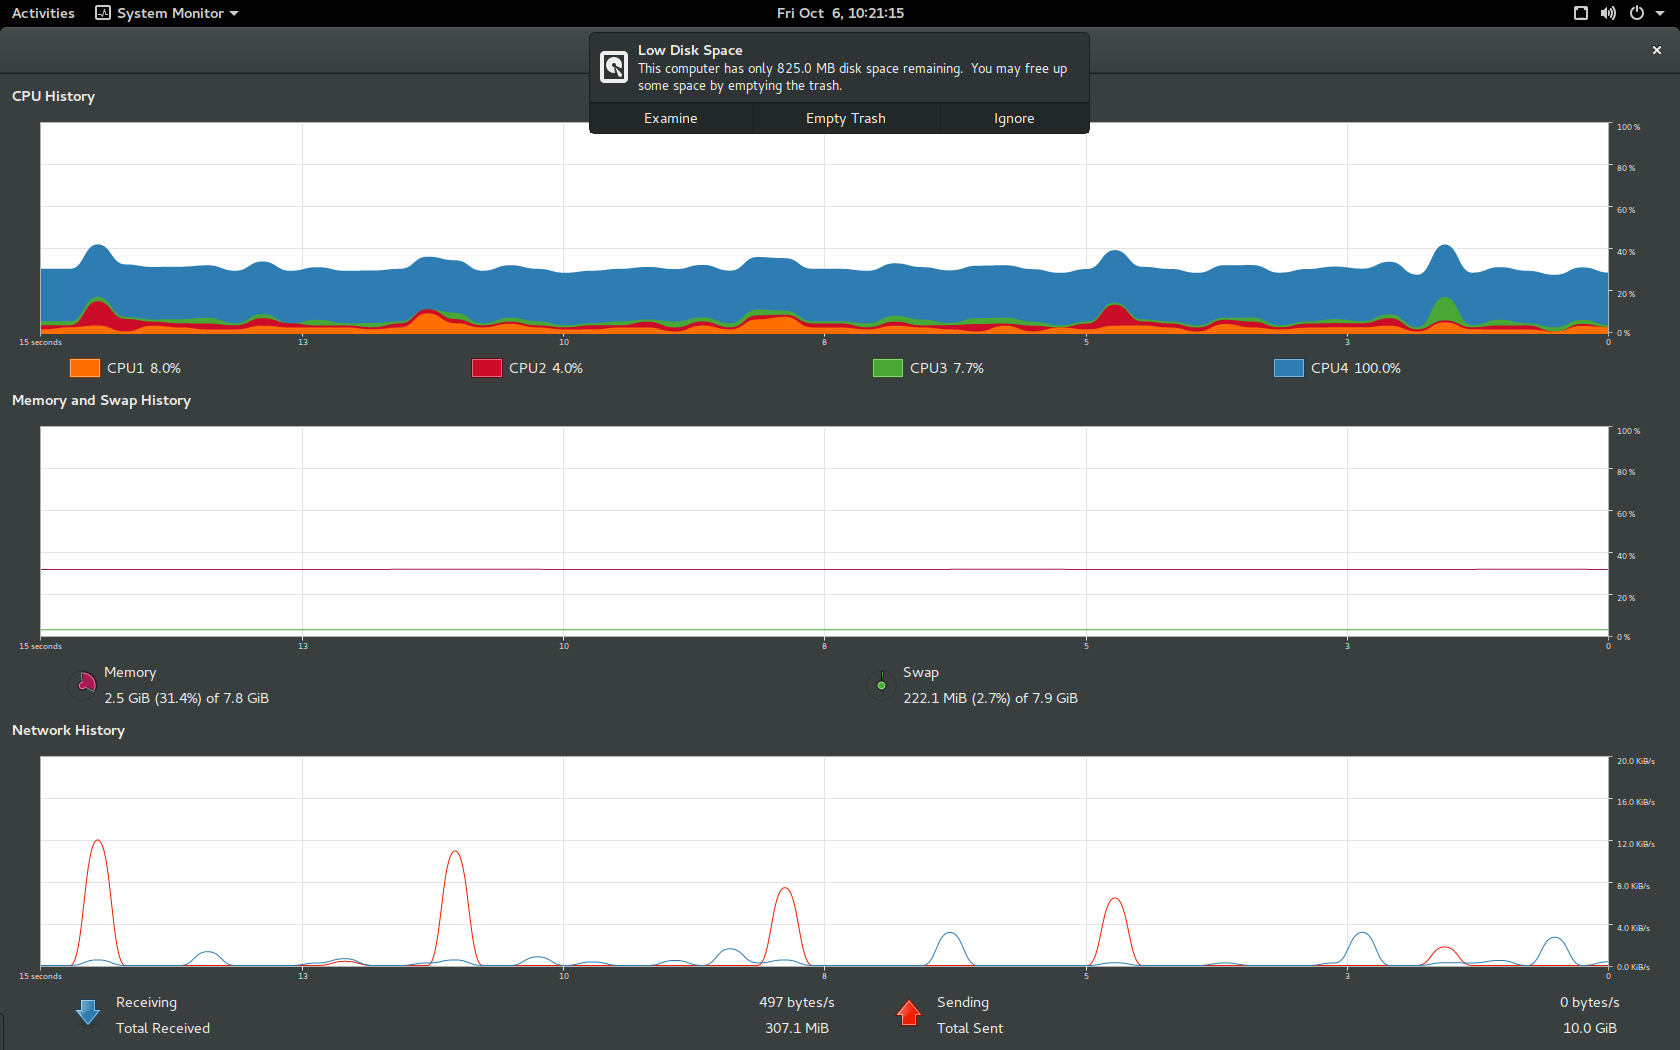 Activities System Monitor Fri Oct 6, 10:21:15
Low Disk Space
This computer has only 825.0 MB disk space remaining. You may free up
some space by emptying the trash.
Examine Empty Trash Ignore
CPU History
100 %
80 %
60 %
40 %
20 %
0 %
15 seconds 13 10 8 5 3 0
CPU1 8.0% CPU2 4.0% CPU3 7.7% CPU4 100.0%
Memory and Swap History
100 %
80 %
60 %
40 %
20 %
0 %
15 seconds 13 10 8 5 3 0
Memory
2.5 GiB (31.4%) of 7.8 GiB
Swap
222.1 MiB (2.7%) of 7.9 GiB
Network History
20.0 KiB/s
16.0 KiB/s
12.0 KiB/s
8.0 KiB/s
4.0 KiB/s
0.0 KiB/s
15 seconds 13 10 8 5 3 0
Receiving 497 bytes/s
Total Received 307.1 MiB
Sending 0 bytes/s
Total Sent 10.0 GiB